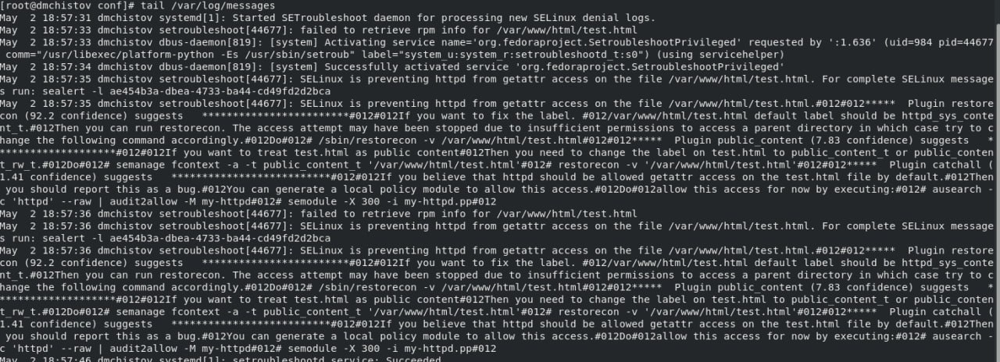 [root@dmchistov conf]# tail /var/log/messages
May  2 18:57:31 dmchistov systemd[1]: Started SETroubleshoot daemon for processing new SELinux denial logs.
May  2 18:57:33 dmchistov setroubleshoot[44677]: failed to retrieve rpm info for /var/www/html/test.html
May  2 18:57:33 dmchistov dbus-daemon[819]: [system] Activating service name='org.fedoraproject.SetroubleshootPrivileged' requested by ':1.636' (uid=984 pid=44677
 comm="/usr/libexec/platform-python -Es /usr/sbin/setroub" label="system_u:system_r:setroubleshootd_t:s0") (using servicehelper)
May  2 18:57:34 dmchistov dbus-daemon[819]: [system] Successfully activated service 'org.fedoraproject.SetroubleshootPrivileged'
May  2 18:57:35 dmchistov setroubleshoot[44677]: SELinux is preventing httpd from getattr access on the file /var/www/html/test.html. For complete SELinux message
s run: sealert -l ae454b3a-dbea-4733-ba44-cd49fd2d2bca
May  2 18:57:35 dmchistov setroubleshoot[44677]: SELinux is preventing httpd from getattr access on the file /var/www/html/test.html.#012#012*****  Plugin restore
con (92.2 confidence) suggests   ************************#012#012If you want to fix the label. #012/var/www/html/test.html default label should be httpd_sys_conte
nt_t.#012Then you can run restorecon. The access attempt may have been stopped due to insufficient permissions to access a parent directory in which case try to c
hange the following command accordingly.#012Do#012# /sbin/restorecon -v /var/www/html/test.html#012#012*****  Plugin public_content (7.83 confidence) suggests   *
*******************#012#012If you want to treat test.html as public content#012Then you need to change the label on test.html to public_content_t or public_conten
t_rw_t.#012Do#012# semanage fcontext -a -t public_content_t '/var/www/html/test.html'#012# restorecon -v '/var/www/html/test.html'#012#012*****  Plugin catchall (
1.41 confidence) suggests   **************************#012#012If you believe that httpd should be allowed getattr access on the test.html file by default.#012Then
 you should report this as a bug.#012You can generate a local policy module to allow this access.#012Do#012allow this access for now by executing:#012# ausearch -
c 'httpd' --raw | audit2allow -M my-httpd#012# semodule -X 300 -i my-httpd.pp#012
May  2 18:57:36 dmchistov setroubleshoot[44677]: failed to retrieve rpm info for /var/www/html/test.html
May  2 18:57:36 dmchistov setroubleshoot[44677]: SELinux is preventing httpd from getattr access on the file /var/www/html/test.html. For complete SELinux message
s run: sealert -l ae454b3a-dbea-4733-ba44-cd49fd2d2bca
May  2 18:57:36 dmchistov setroubleshoot[44677]: SELinux is preventing httpd from getattr access on the file /var/www/html/test.html.#012#012*****  Plugin restore
con (92.2 confidence) suggests   ************************#012#012If you want to fix the label. #012/var/www/html/test.html default label should be httpd_sys_conte
nt_t.#012Then you can run restorecon. The access attempt may have been stopped due to insufficient permissions to access a parent directory in which case try to c
hange the following command accordingly.#012Do#012# /sbin/restorecon -v /var/www/html/test.html#012#012*****  Plugin public_content (7.83 confidence) suggests   *
*******************#012#012If you want to treat test.html as public content#012Then you need to change the label on test.html to public_content_t or public_conten
t_rw_t.#012Do#012# semanage fcontext -a -t public_content_t '/var/www/html/test.html'#012# restorecon -v '/var/www/html/test.html'#012#012*****  Plugin catchall (
1.41 confidence) suggests   **************************#012#012If you believe that httpd should be allowed getattr access on the test.html file by default.#012Then
 you should report this as a bug.#012You can generate a local policy module to allow this access.#012Do#012allow this access for now by executing:#012# ausearch -
c 'httpd' --raw | audit2allow -M my-httpd#012# semodule -X 300 -i my-httpd.pp#012
May  2 18:57:46 dmchistov systemd[1]: setroubleshootd.service: Succeeded.